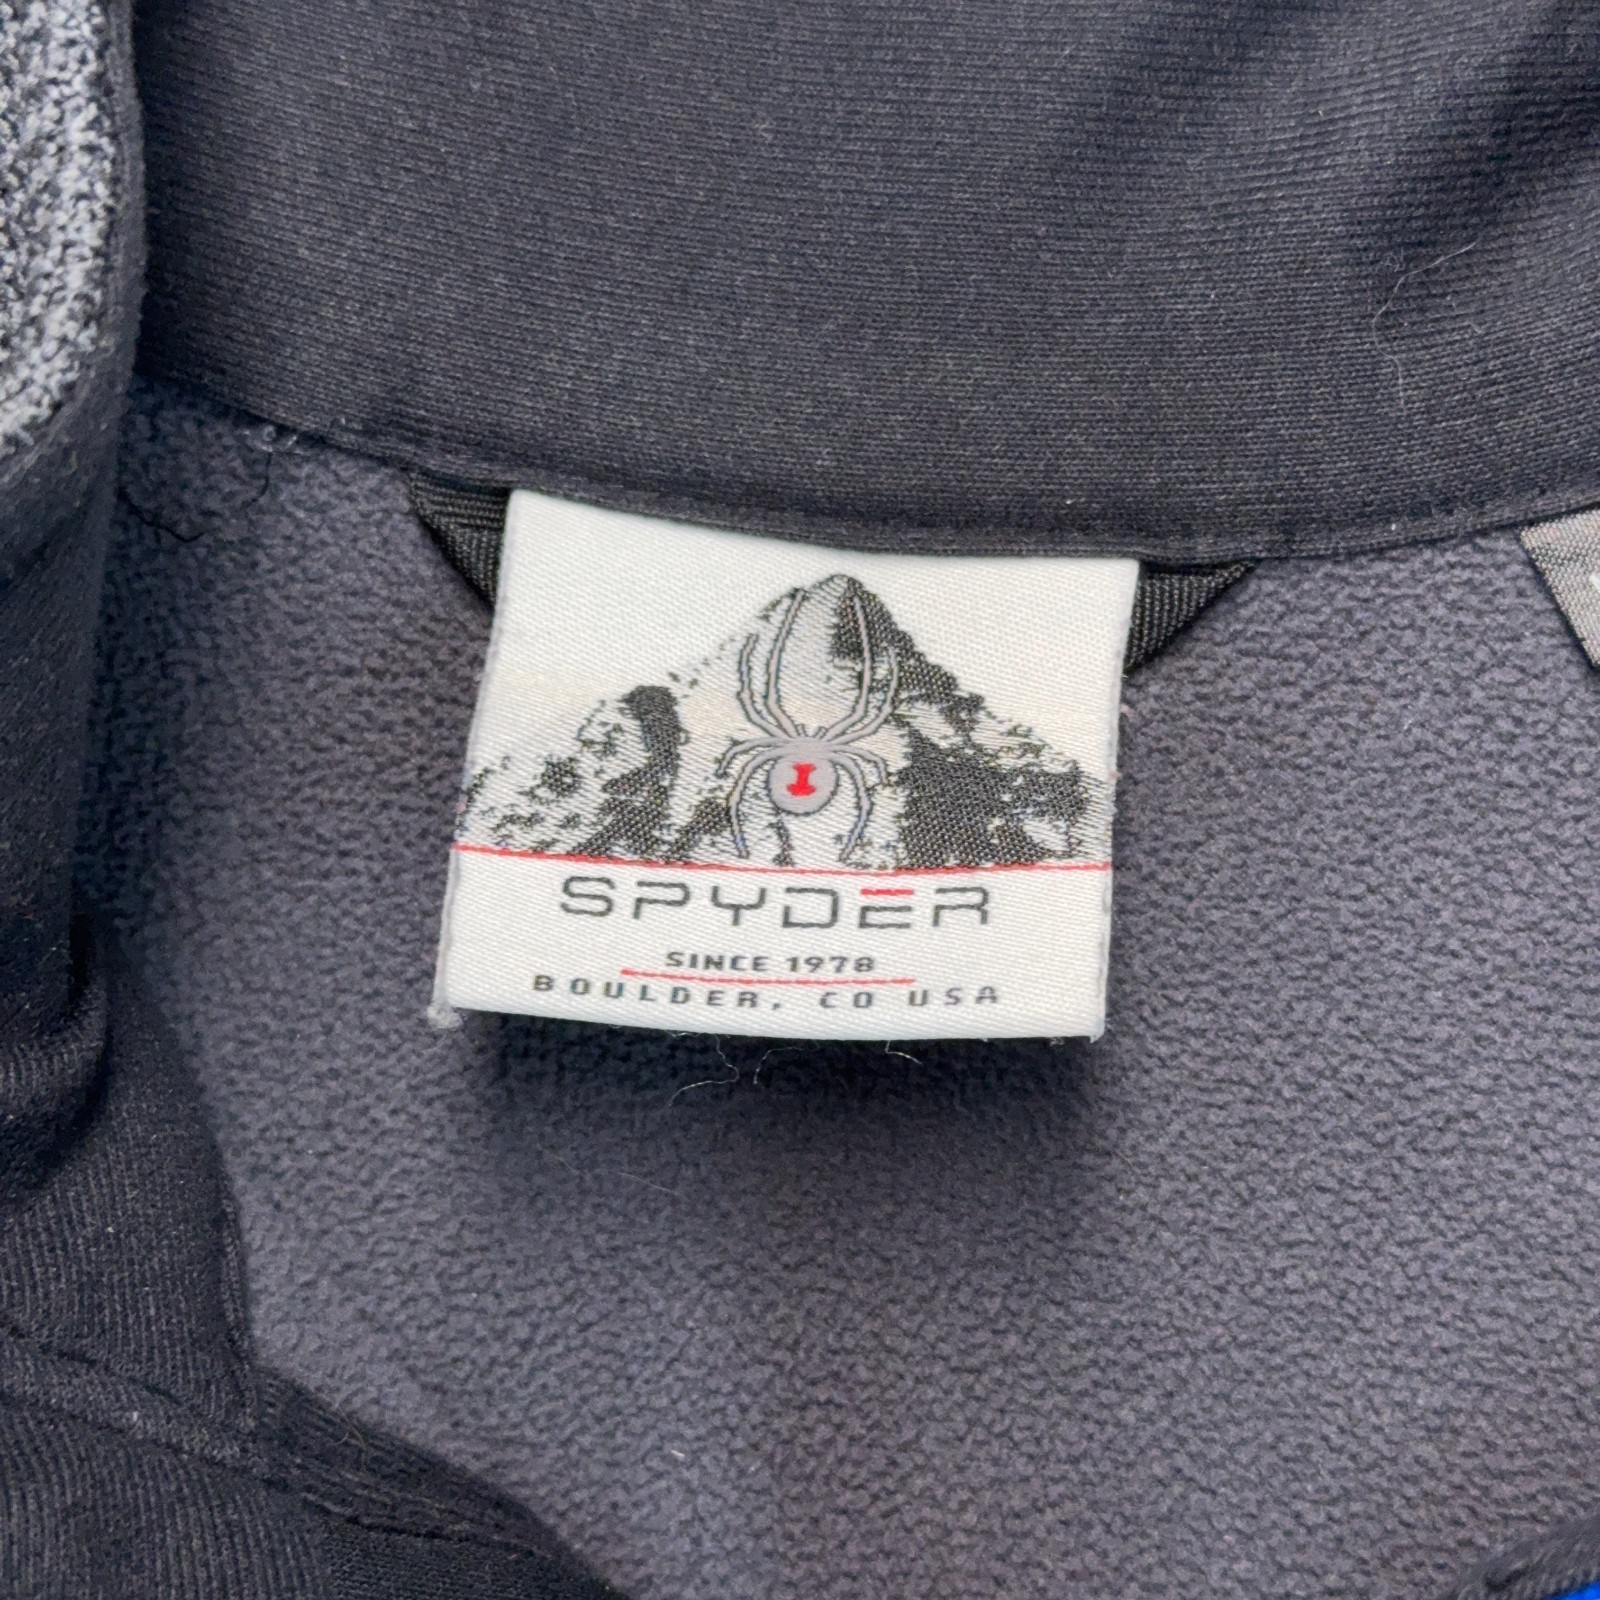 SPYDER
SINCE 1978
BOULDER, CO USA